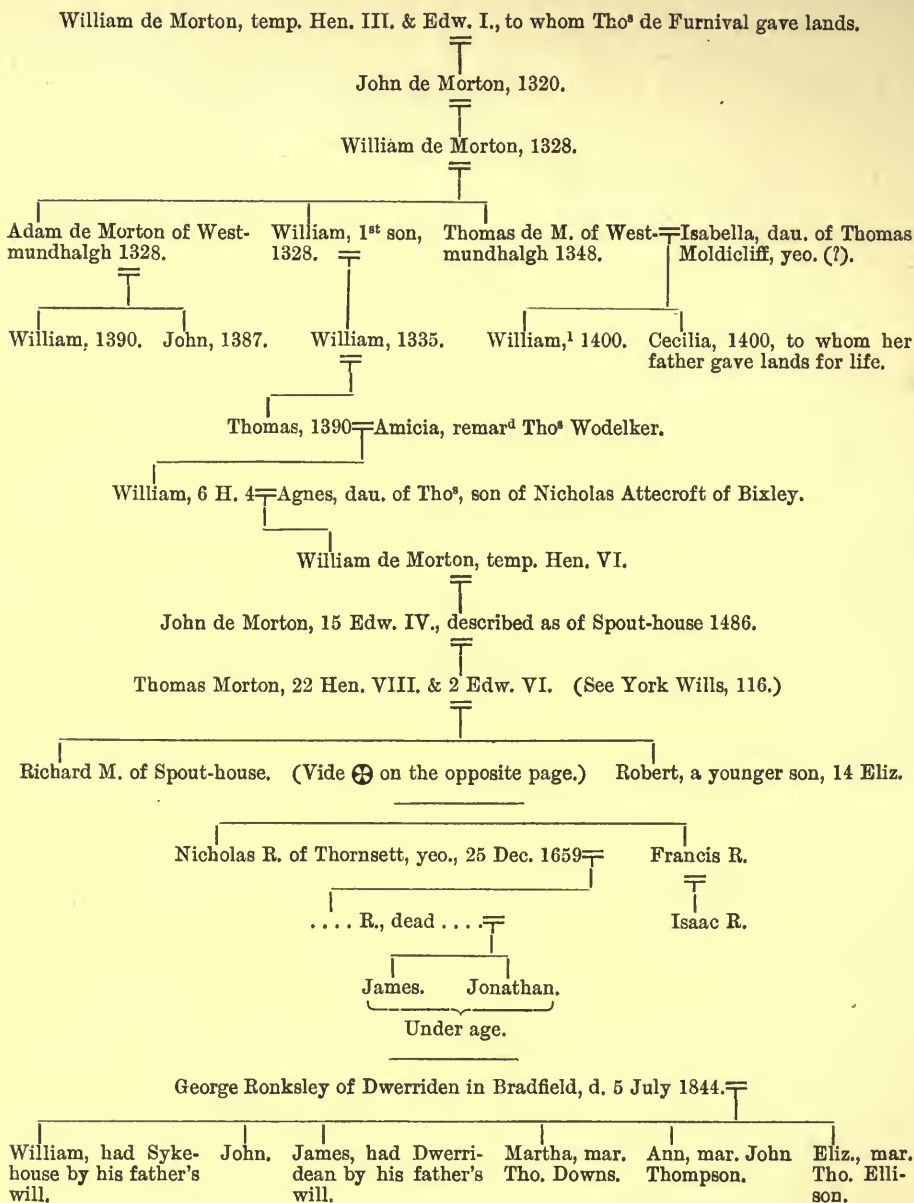 William de Morton, temp. Hen. III. & Edw. I., to whom Thoˢ de Furnival gave lands.
John de Morton, 1320.
William de Morton, 1328.
Adam de Morton of West-
mundhalgh 1328.
William, 1ˢᵗ son,
1328.
Thomas de M. of West-
mundhalgh 1348.
Isabella, dau. of Thomas
Moldicliff, yeo. (?).
William, 1390.
John, 1387.
William, 1335.
William,¹ 1400.
Cecilia, 1400, to whom her
father gave lands for life.
Thomas, 1390
Amicia, remarᵈ Thoˢ Wodelker.
William, 6 H. 4
Agnes, dau. of Thoˢ, son of Nicholas Attecroft of Bixley.
William de Morton, temp. Hen. VI.
John de Morton, 15 Edw. IV., described as of Spout-house 1486.
Thomas Morton, 22 Hen. VIII. & 2 Edw. VI. (See York Wills, 116.)
Richard M. of Spout-house. (Vide ✠ on the opposite page.)
Robert, a younger son, 14 Eliz.
Nicholas R. of Thornsett, yeo., 25 Dec. 1659
Francis R.
. . . . R., dead . . . .
Isaac R.
James. Jonathan.
Under age.
George Ronksley of Dwerriden in Bradfield, d. 5 July 1844.
William, had Syke-
house by his father's
will.
John.
James, had Dwerri-
dean by his father's
will.
Martha, mar.
Tho. Downs.
Ann, mar. John
Thompson.
Eliz., mar.
Tho. Elli-
son.